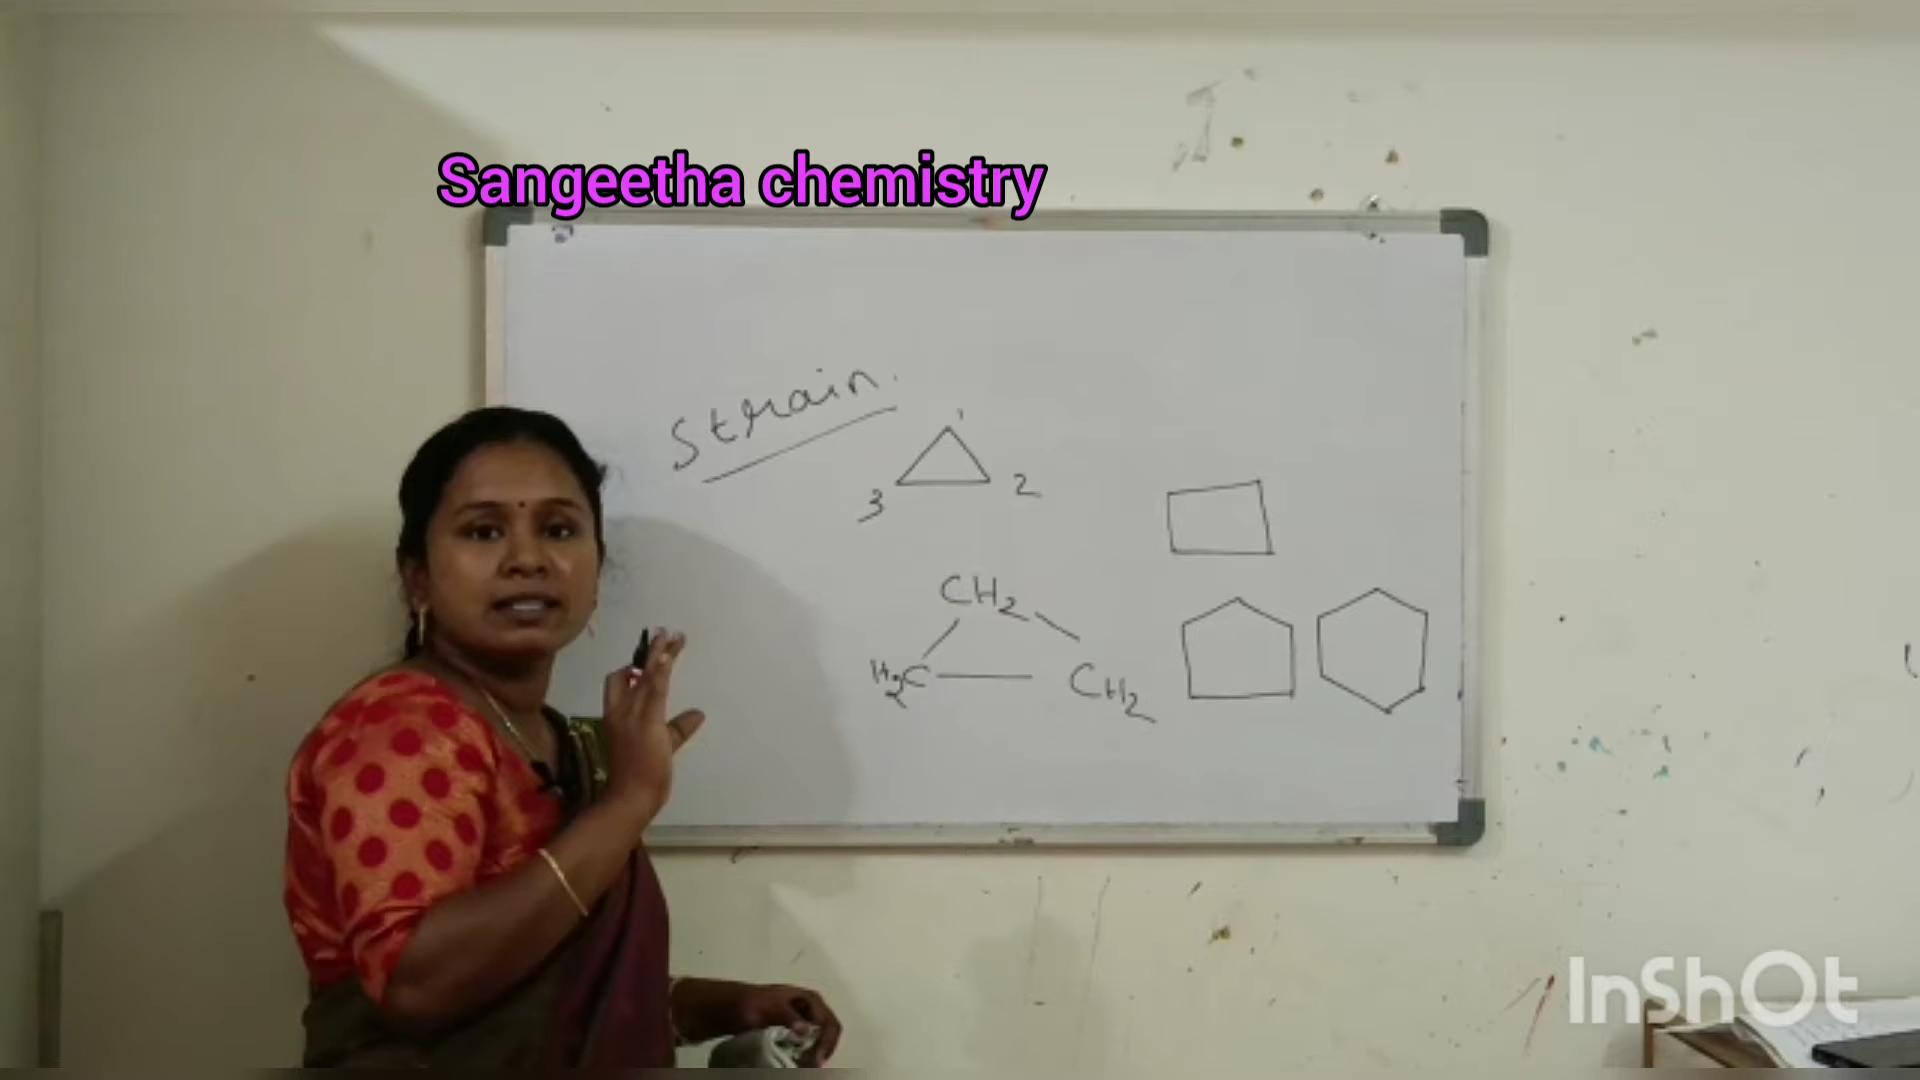 Sangeetha chemistry
Strain.
1
3 2
CH2
H2C CH2
InShOt